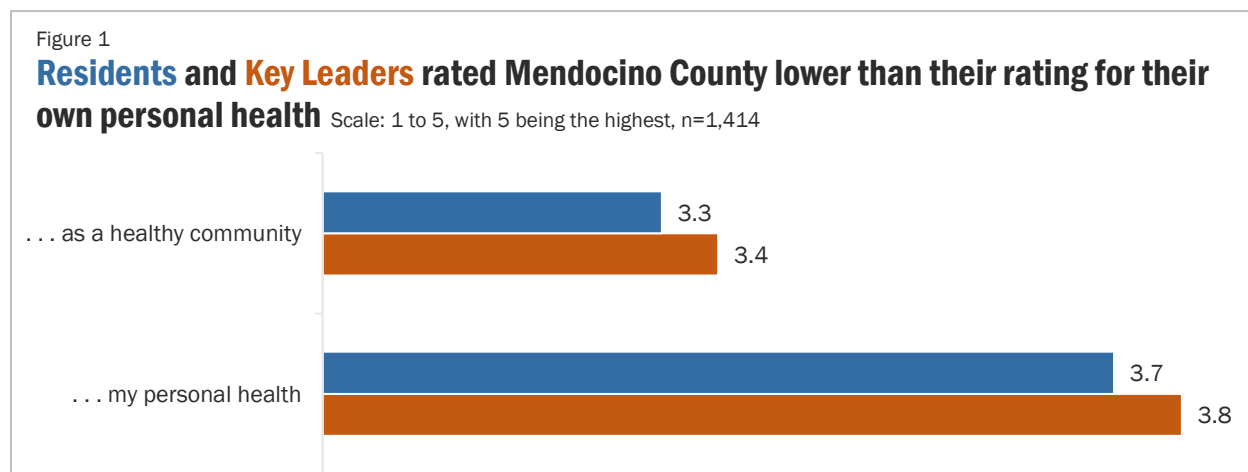 Figure 1
Residents and Key Leaders rated Mendocino County lower than their rating for their
own personal health Scale: 1 to 5, with 5 being the highest, n=1,414
. . . as a healthy community
3.3
3.4
. . . my personal health
3.7
3.8